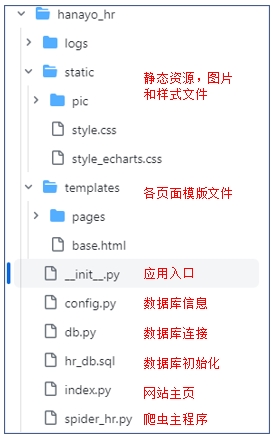 hanayo_hr
logs
static
静态资源，图片
和样式文件
pic
style.css
style_echarts.css
templates
各页面模版文件
pages
base.html
__init__.py 应用入口
config.py 数据库信息
db.py 数据库连接
hr_db.sql 数据库初始化
index.py 网站主页
spider_hr.py 爬虫主程序